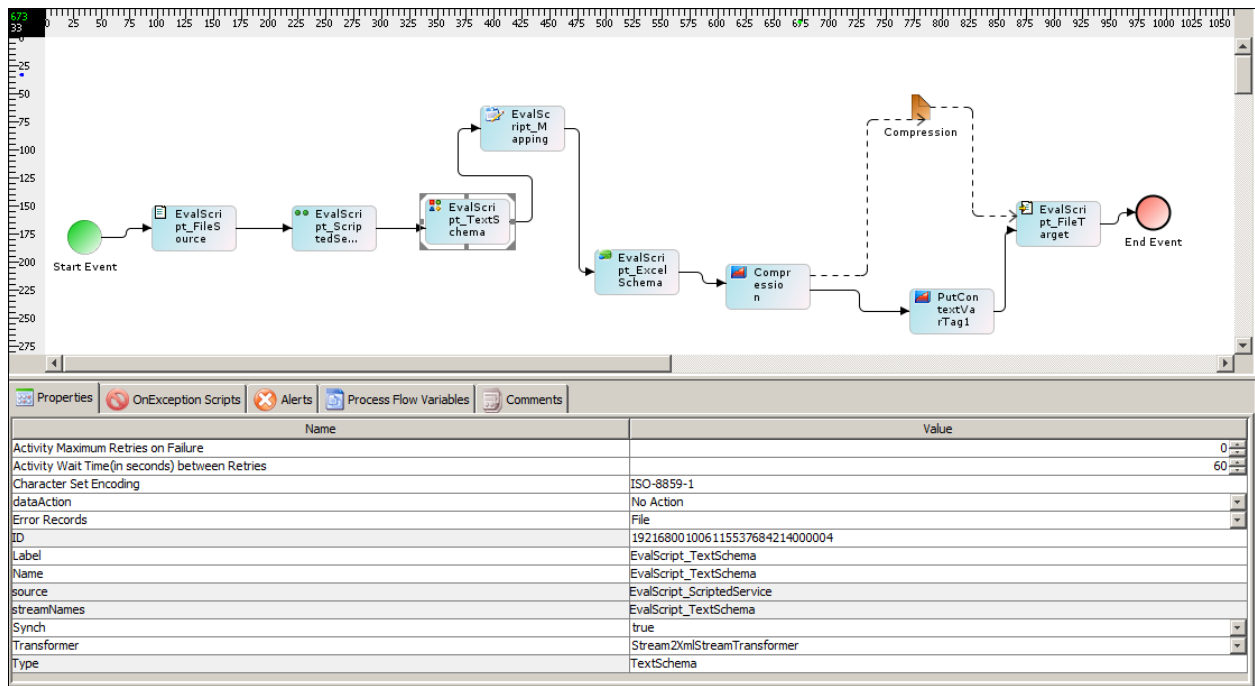 673
33
0 25 50 75 100 125 150 175 200 225 250 275 300 325 350 375 400 425 450 475 500 525 550 575 600 625 650 675 700 725 750 775 800 825 850 875 900 925 950 975 1000 1025 1050
0
25
50
75
100
125
150
175
200
225
250
275
EvalSc
ript_M
apping
Compression
Start Event
EvalScri
pt_FileS
ource
EvalScri
pt_Scrip
tedSe...
EvalScri
pt_TextS
chema
EvalScri
pt_Excel
Schema
Compr
essio
n
PutCon
textVa
rTag1
EvalScri
pt_FileT
arget
End Event
Properties OnException Scripts Alerts Process Flow Variables Comments
Name Value
Activity Maximum Retries on Failure 0
Activity Wait Time(in seconds) between Retries 60
Character Set Encoding ISO-8859-1
dataAction No Action
Error Records File
ID 192168001006115537684214000004
Label EvalScript_TextSchema
Name EvalScript_TextSchema
source EvalScript_ScriptedService
streamNames EvalScript_TextSchema
Synch true
Transformer Stream2XmlStreamTransformer
Type TextSchema